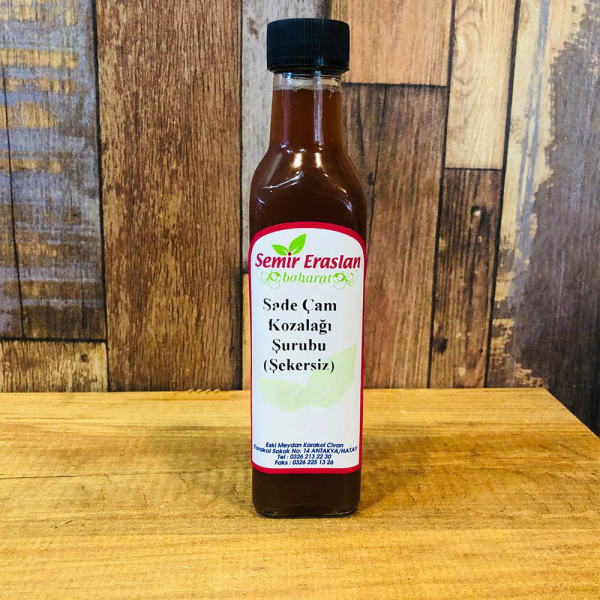 Semir Eraslan
baharat
Sade Çam
Kozalağı
Şurubu
(Şekersiz)
Eski Meydan Karakol Civarı
Karakol Sokak No: 14 ANTAKYA/HATAY
Tel : 0326 213 22 30
Faks : 0326 225 13 26